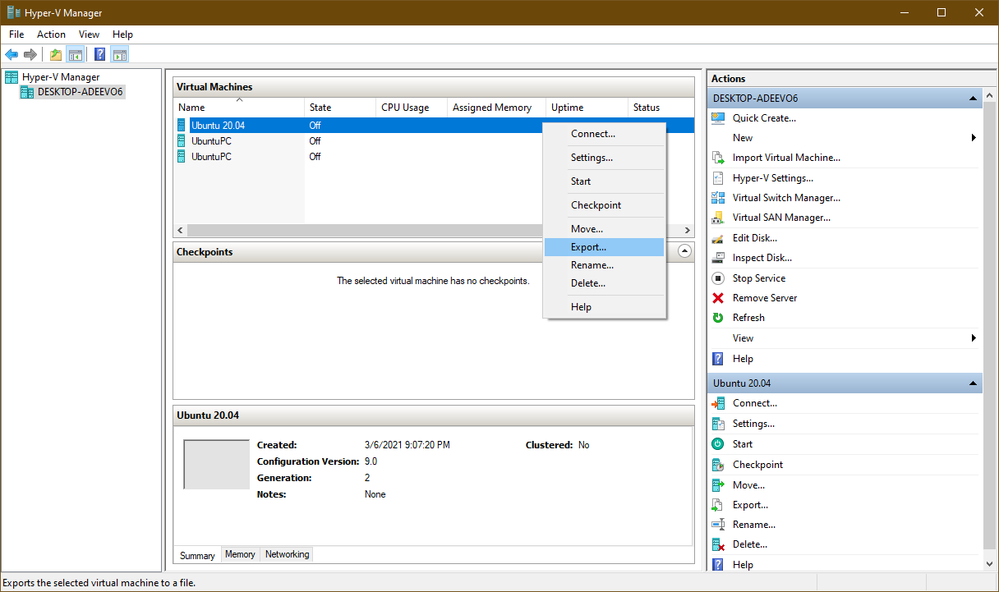 Hyper-V Manager
File Action View Help
Hyper-V Manager
DESKTOP-ADEEVO6
Virtual Machines
Name State CPU Usage Assigned Memory Uptime Status
Ubuntu 20.04 Off
UbuntuPC Off
UbuntuPC Off
Connect...
Settings...
Start
Checkpoint
Move...
Export...
Rename...
Delete...
Help
Checkpoints
The selected virtual machine has no checkpoints.
Ubuntu 20.04
Created: 3/6/2021 9:07:20 PM Clustered: No
Configuration Version: 9.0
Generation: 2
Notes: None
Summary Memory Networking
Actions
DESKTOP-ADEEVO6
Quick Create...
New
Import Virtual Machine...
Hyper-V Settings...
Virtual Switch Manager...
Virtual SAN Manager...
Edit Disk...
Inspect Disk...
Stop Service
Remove Server
Refresh
View
Help
Ubuntu 20.04
Connect...
Settings...
Start
Checkpoint
Move...
Export...
Rename...
Delete...
Help
Exports the selected virtual machine to a file.